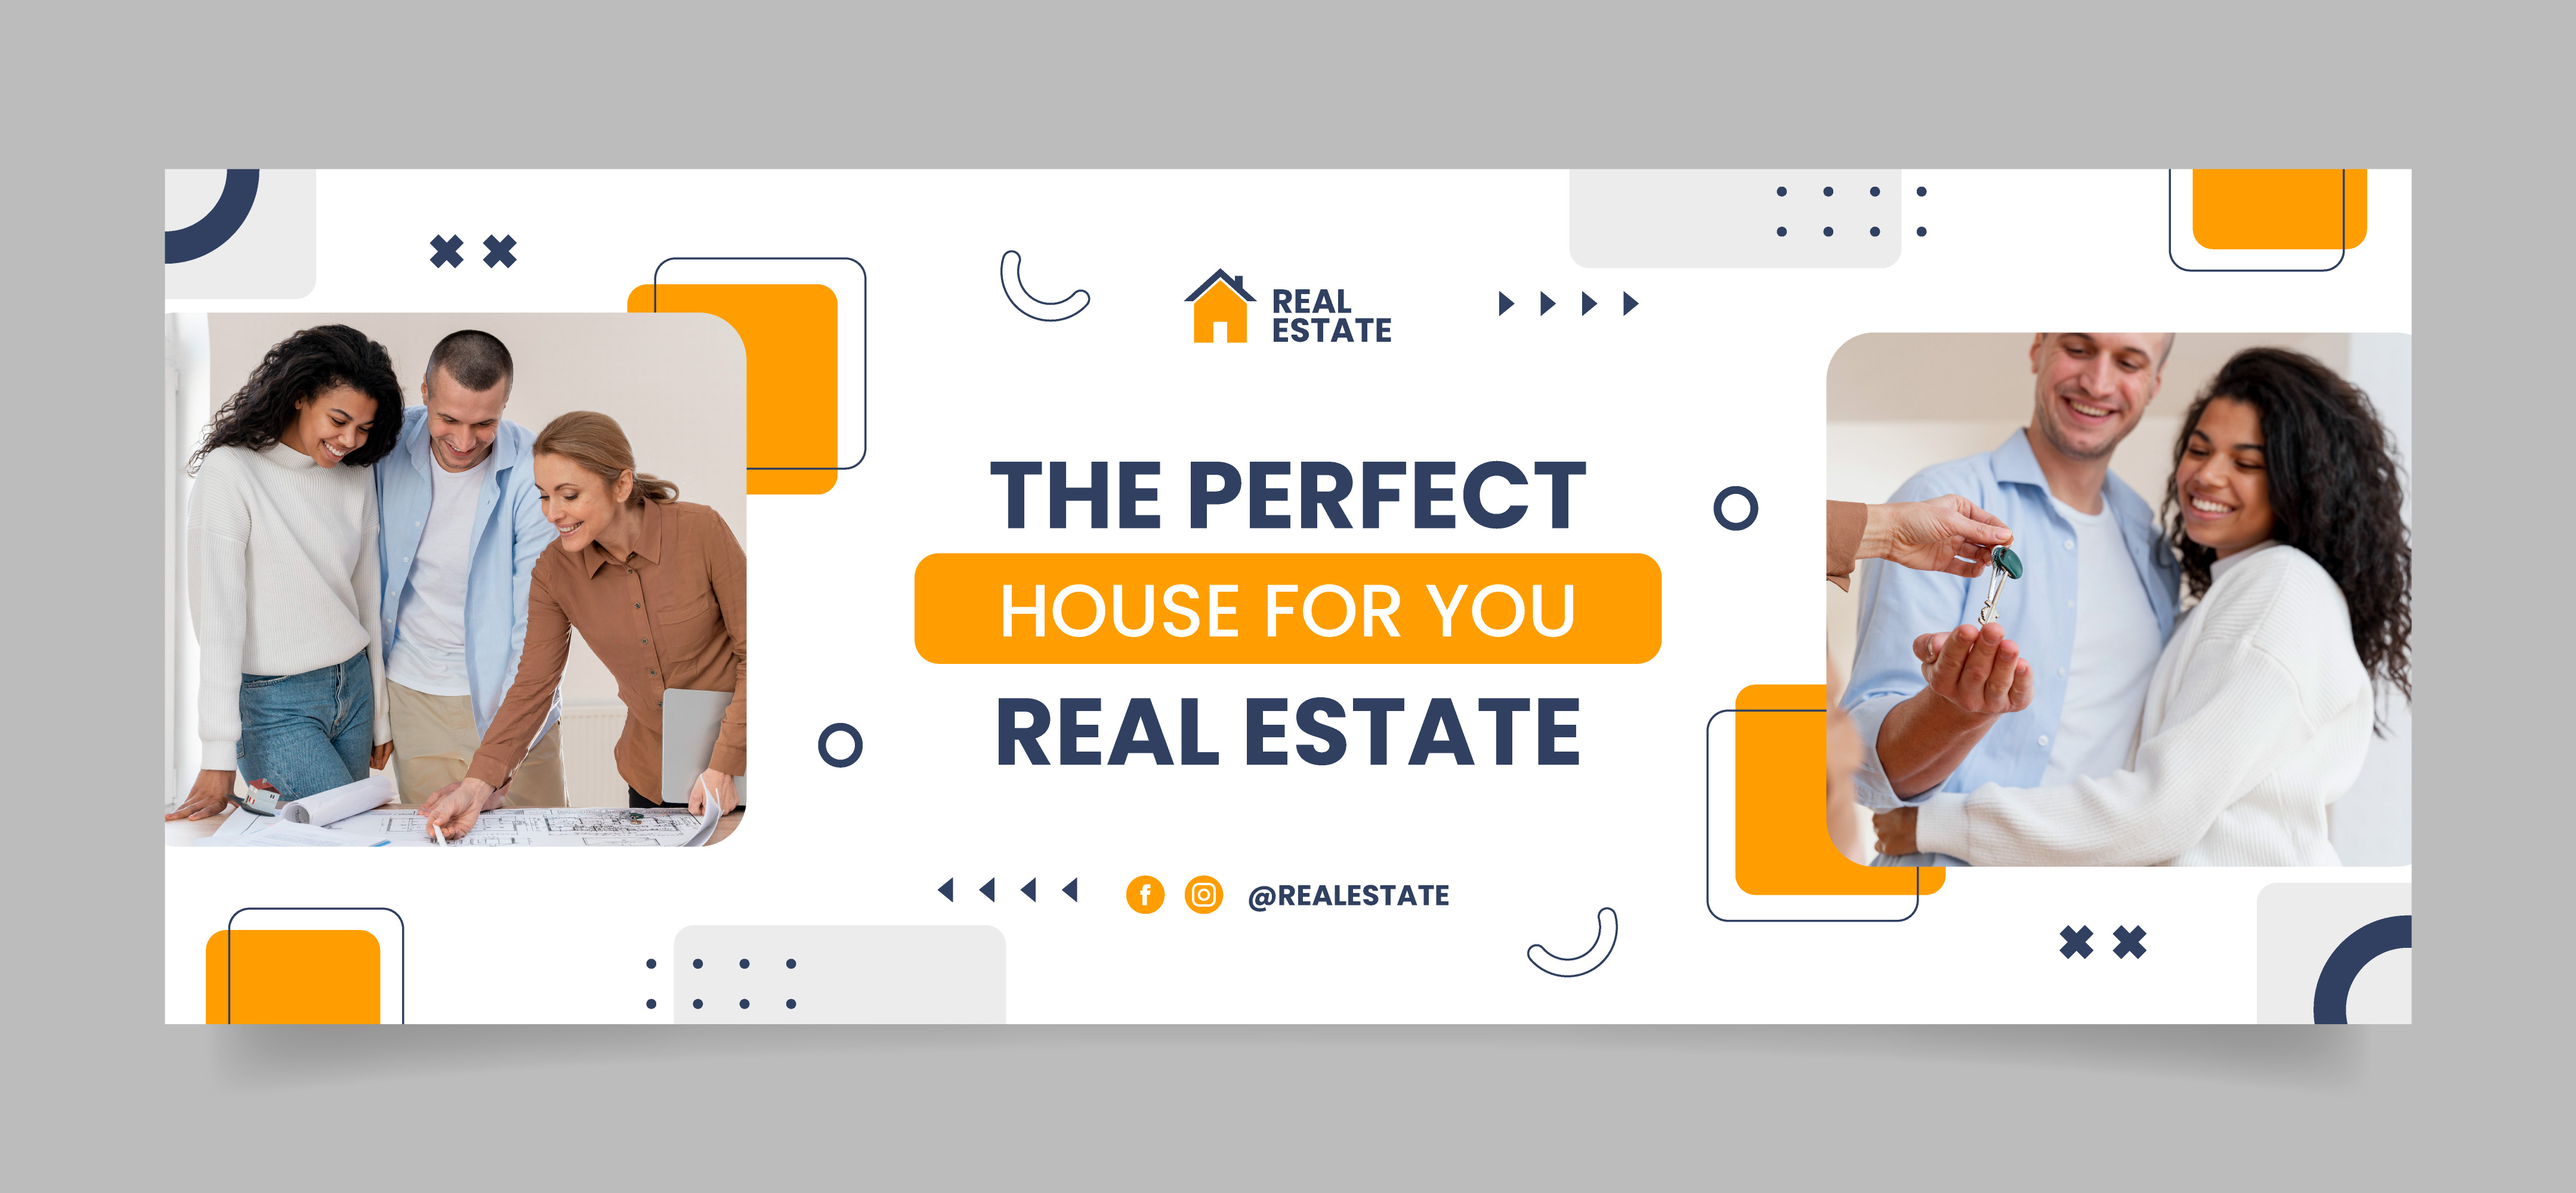 REAL
ESTATE
THE PERFECT
HOUSE FOR YOU
REAL ESTATE
@REALESTATE